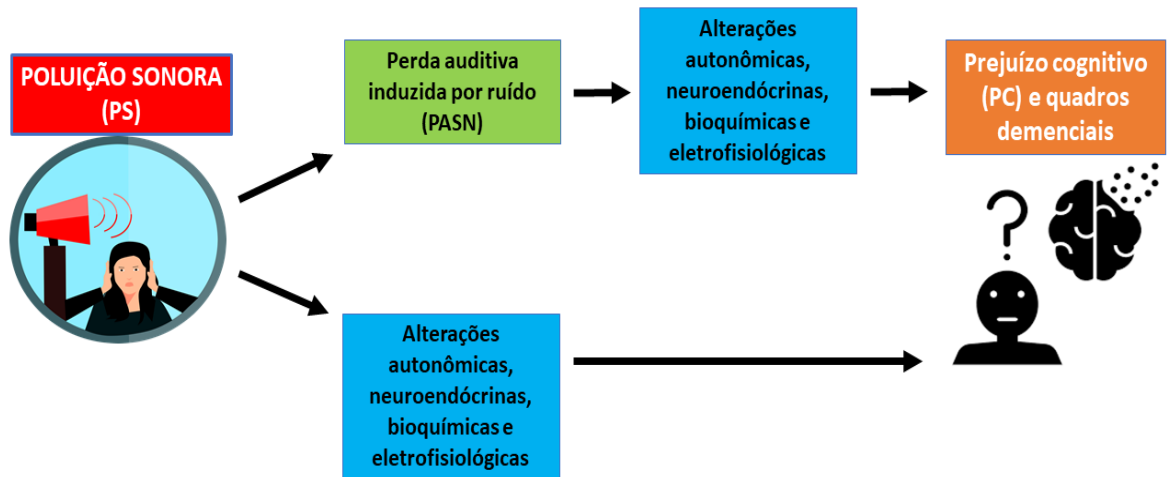 POLUIÇÃO SONORA
(PS)
Perda auditiva
induzida por ruído
(PASN)
Alterações
autonômicas,
neuroendócrinas,
bioquímicas e
eletrofisiológicas
Prejuízo cognitivo
(PC) e quadros
demenciais
?
Alterações
autonômicas,
neuroendócrinas,
bioquímicas e
eletrofisiológicas